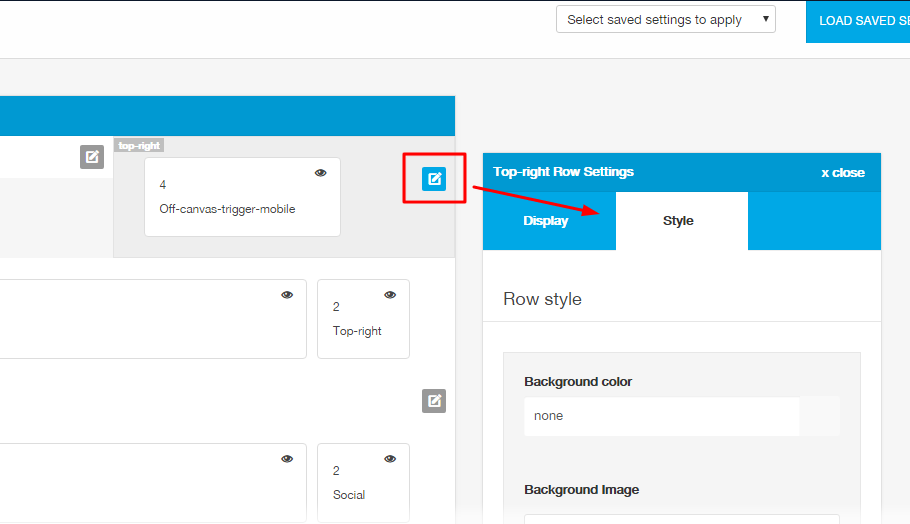 Select saved settings to apply
LOAD SAVED SE
top-right
4
Off-canvas-trigger-mobile
2
Top-right
2
Social
Top-right Row Settings
x close
Display
Style
Row style
Background color
none
Background Image